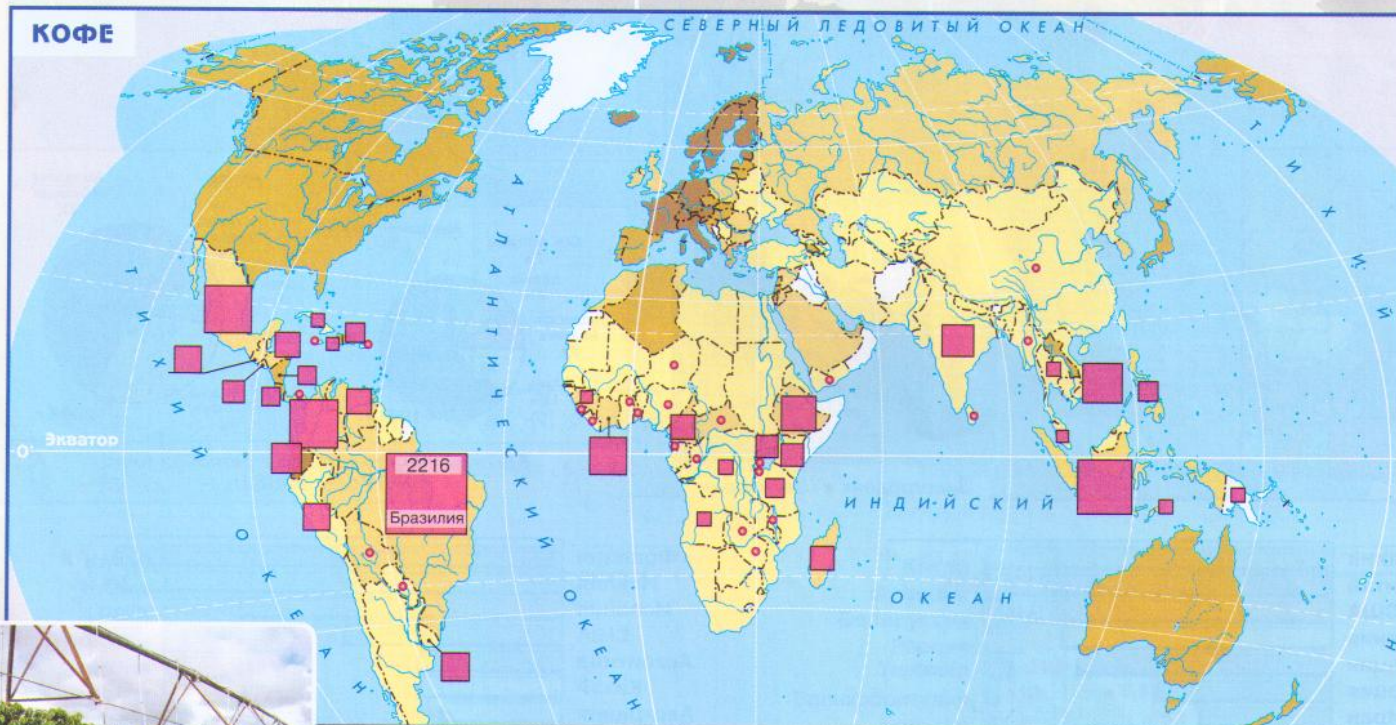 КОФЕ
СЕВЕРНЫЙ ЛЕДОВИТЫЙ ОКЕАН
ТИХИЙ
ОКЕАН
АТЛАНТИЧЕСКИЙ
ОКЕАН
ТИХИЙ
0°
Экватор
2216
Бразилия
ИНДИЙСКИЙ
ОКЕАН